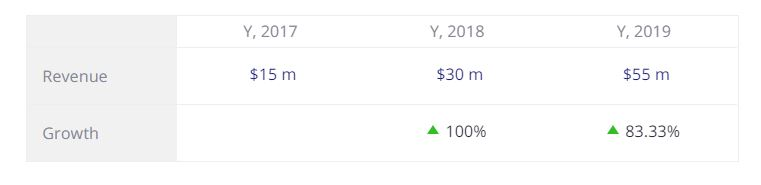 Y, 2017 Y, 2018 Y, 2019
Revenue $15 m $30 m $55 m
Growth 100% 83.33%